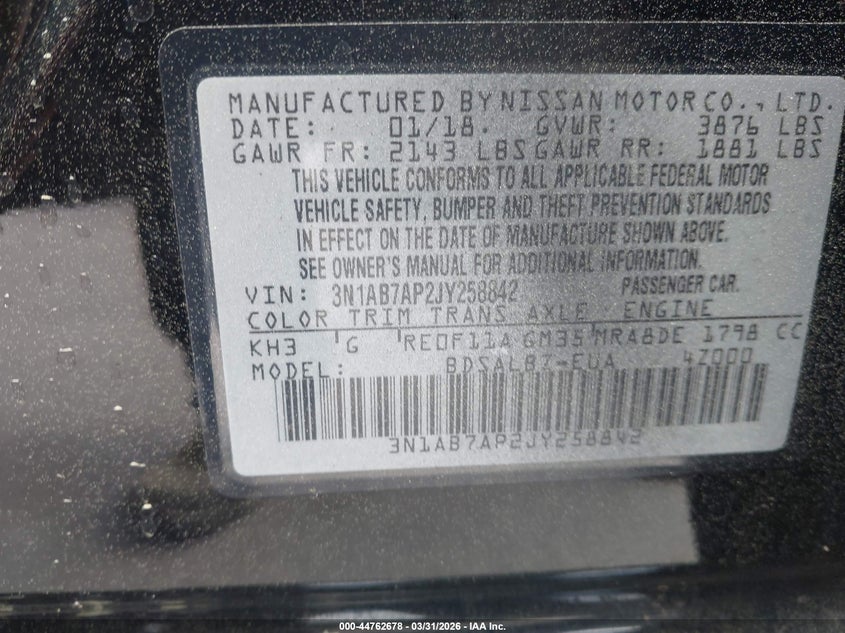 MANUFACTURED BY NISSAN MOTOR CO., LTD.
DATE: 01/18. GVWR: 3876 LBS
GAWR FR: 2143 LBS GAWR RR: 1881 LBS
THIS VEHICLE CONFORMS TO ALL APPLICABLE FEDERAL MOTOR
VEHICLE SAFETY, BUMPER AND THEFT PREVENTION STANDARDS
IN EFFECT ON THE DATE OF MANUFACTURE SHOWN ABOVE.
SEE OWNER'S MANUAL FOR ADDITIONAL INFORMATION.
VIN: 3N1AB7AP2JY258842 PASSENGER CAR.
COLOR TRIM TRANS AXLE ENGINE
KH3 G RE0F11A GM35 MRA8DE 1798 CC
MODEL: BDSALB7-EUA 4Z000
3N1AB7AP2JY258842
000-44762678 | 03/31/2026 - IAA Inc.